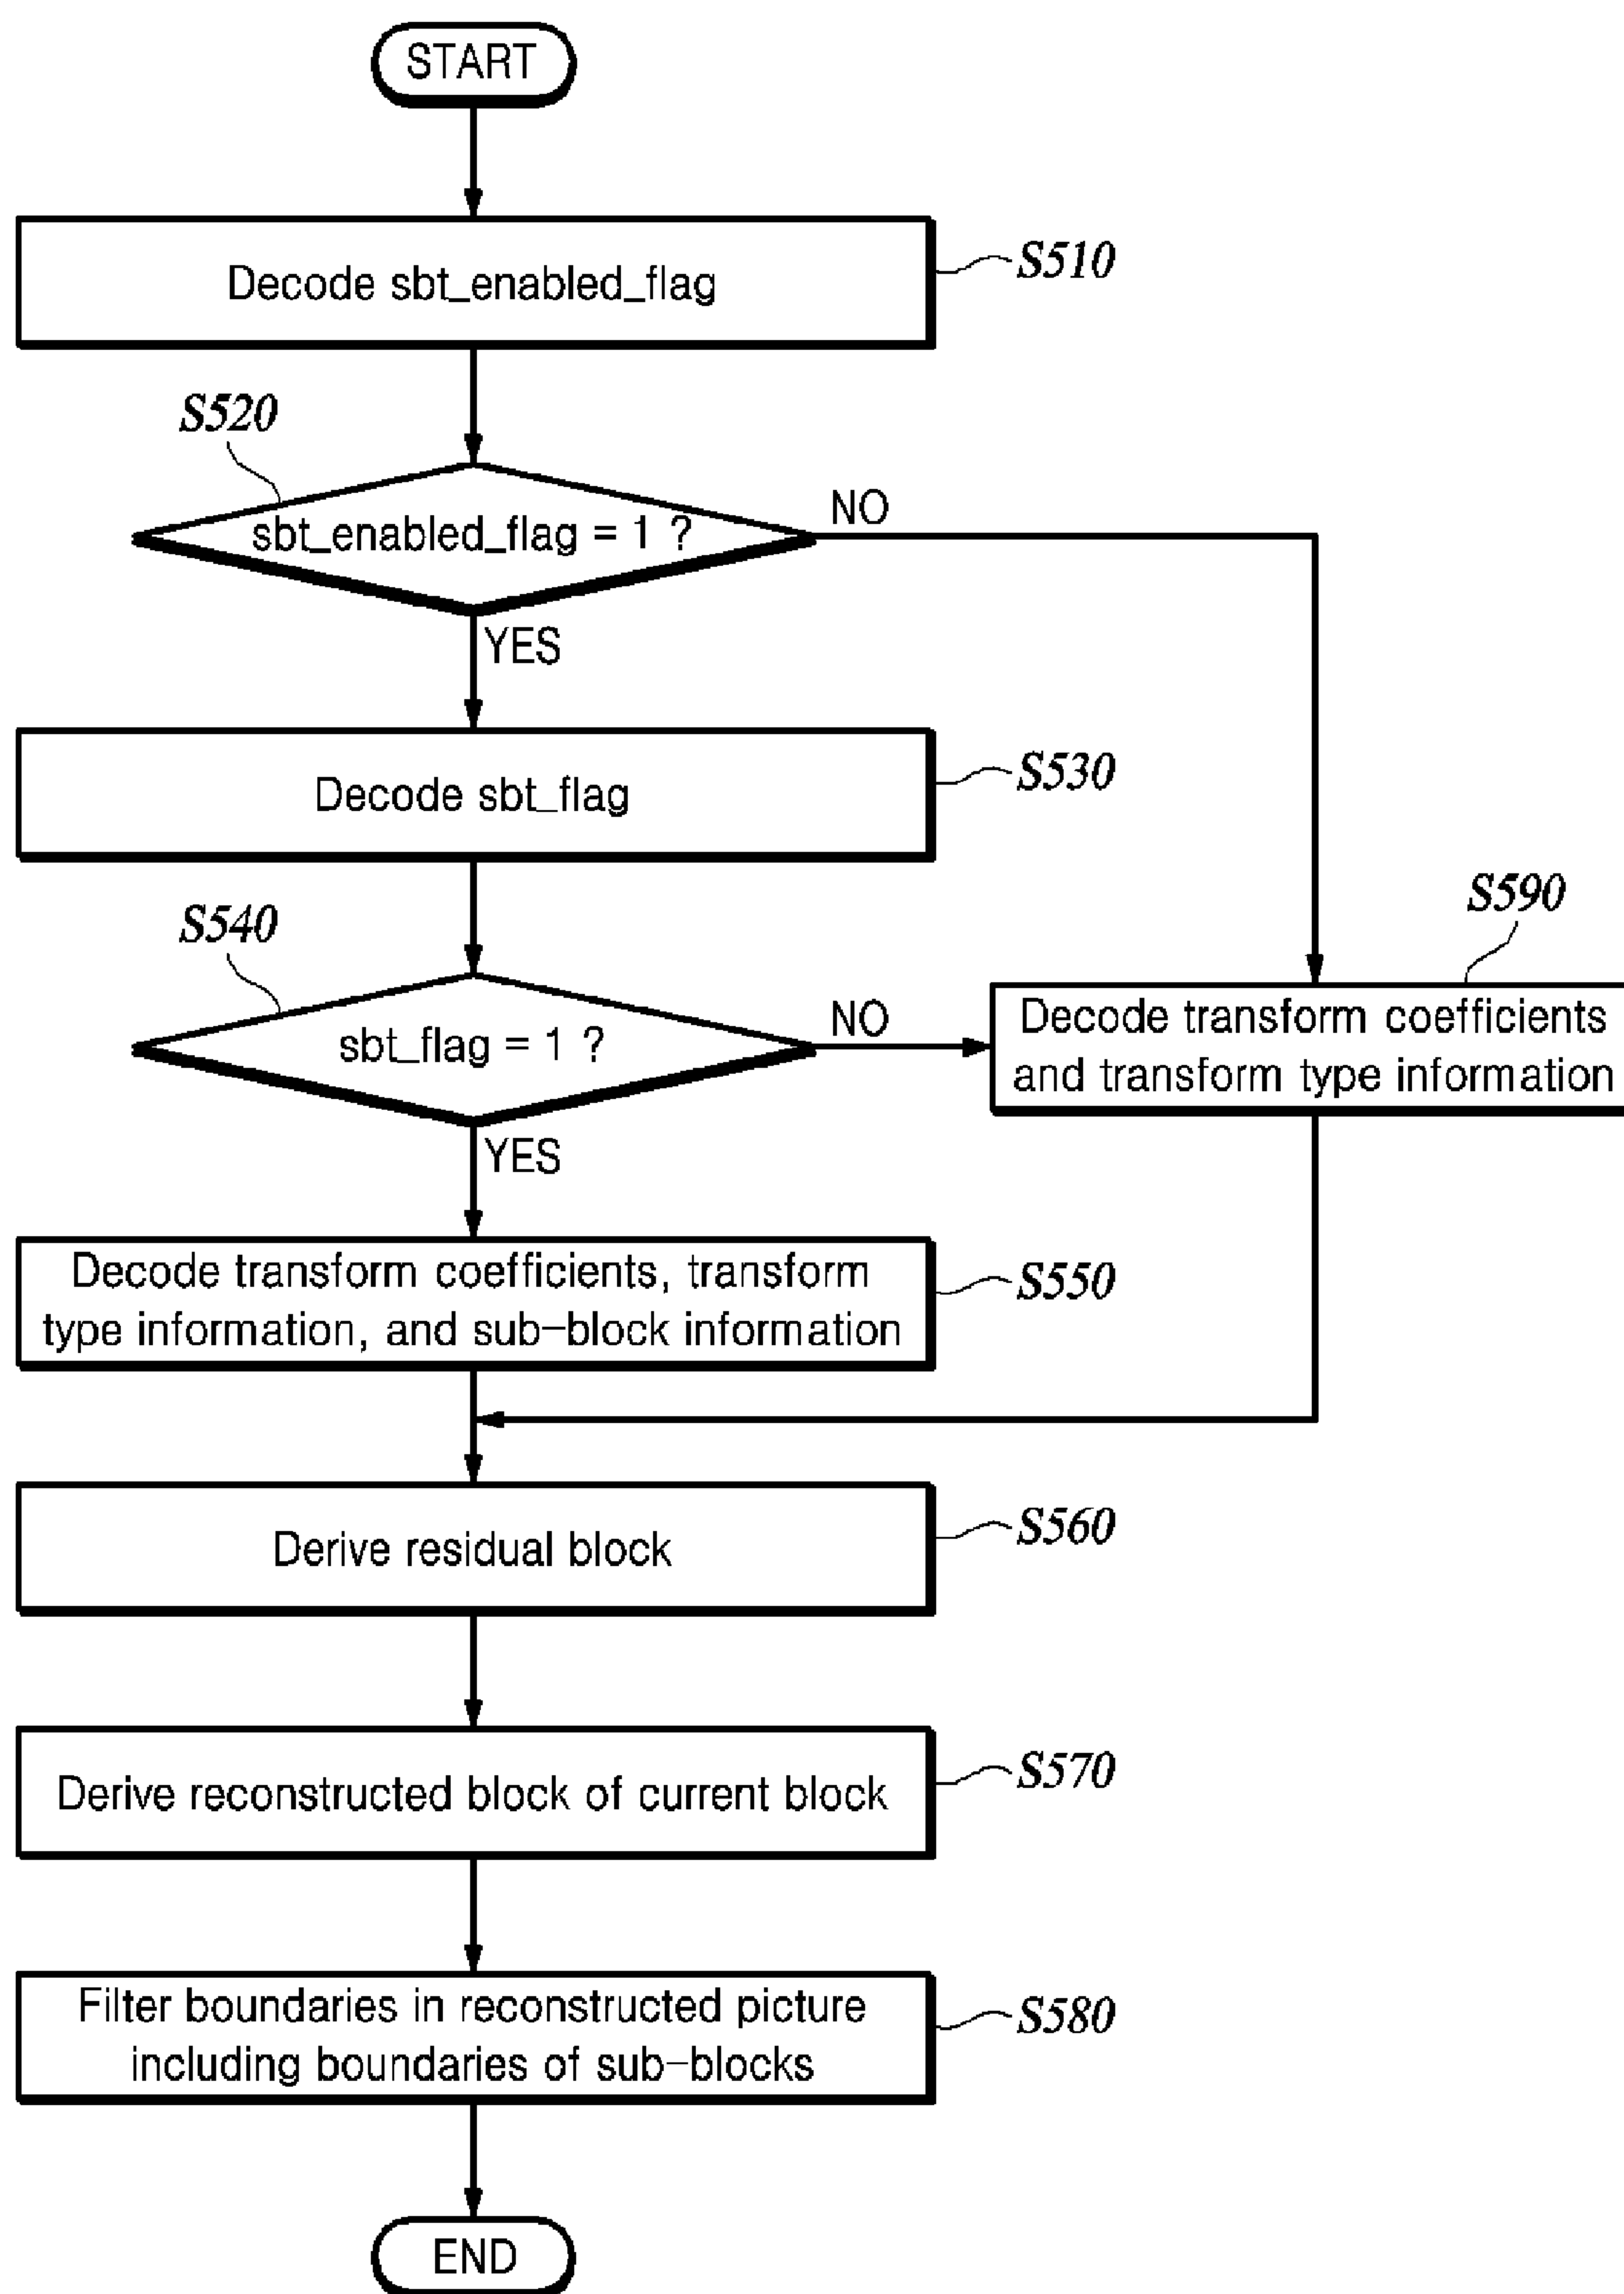 START
Decode sbt_enabled_flag
S510
S520
sbt_enabled_flag = 1 ?
NO
YES
Decode sbt_flag
S530
S540
sbt_flag = 1 ?
NO
YES
S590
Decode transform coefficients
and transform type information
Decode transform coefficients, transform
type information, and sub-block information
S550
Derive residual block
S560
Derive reconstructed block of current block
S570
Filter boundaries in reconstructed picture
including boundaries of sub-blocks
S580
END